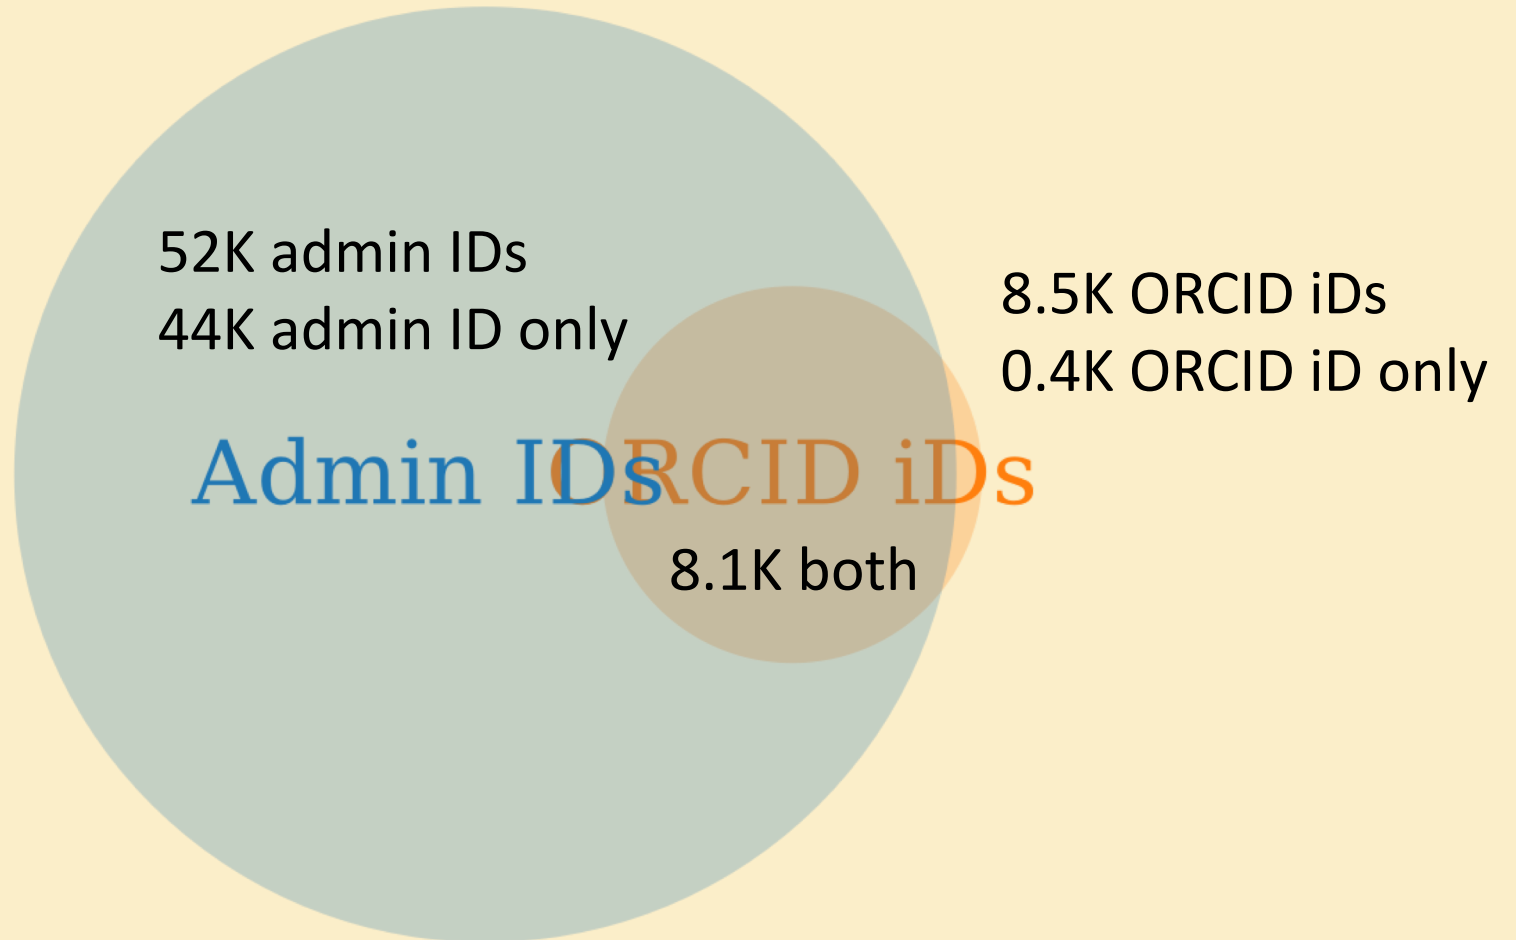 52K admin IDs
44K admin ID only
8.5K ORCID iDs
0.4K ORCID iD only
Admin IDs
ORCID iDs
8.1K both